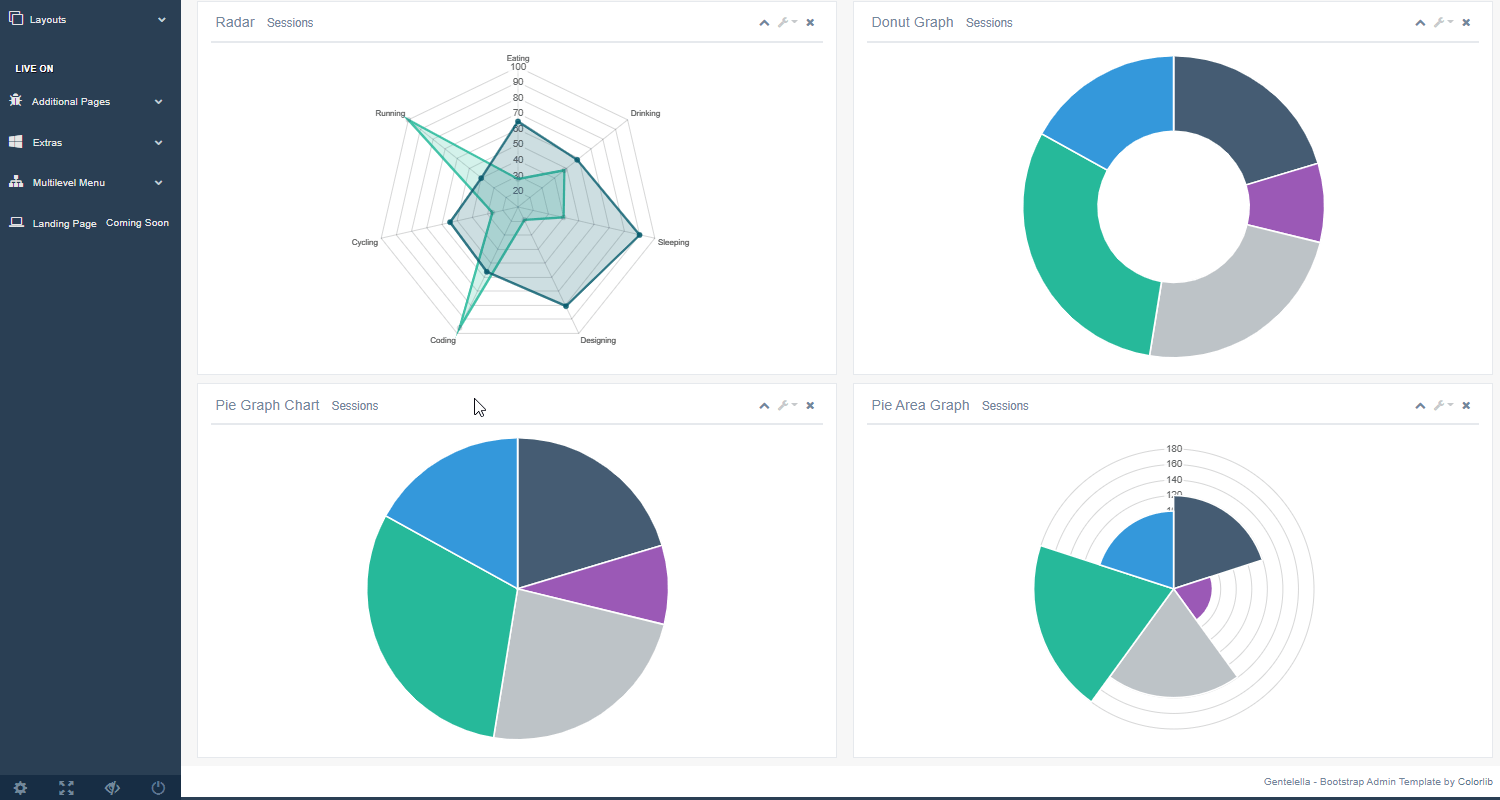 Layouts
LIVE ON
Additional Pages
Extras
Multilevel Menu
Landing Page Coming Soon
Radar Sessions
Eating
100
90
80
70
60
50
40
30
20
Running
Drinking
Cycling
Sleeping
Coding
Designing
Donut Graph Sessions
Pie Graph Chart Sessions
Pie Area Graph Sessions
180
160
140
120
Gentelella - Bootstrap Admin Template by Colorlib